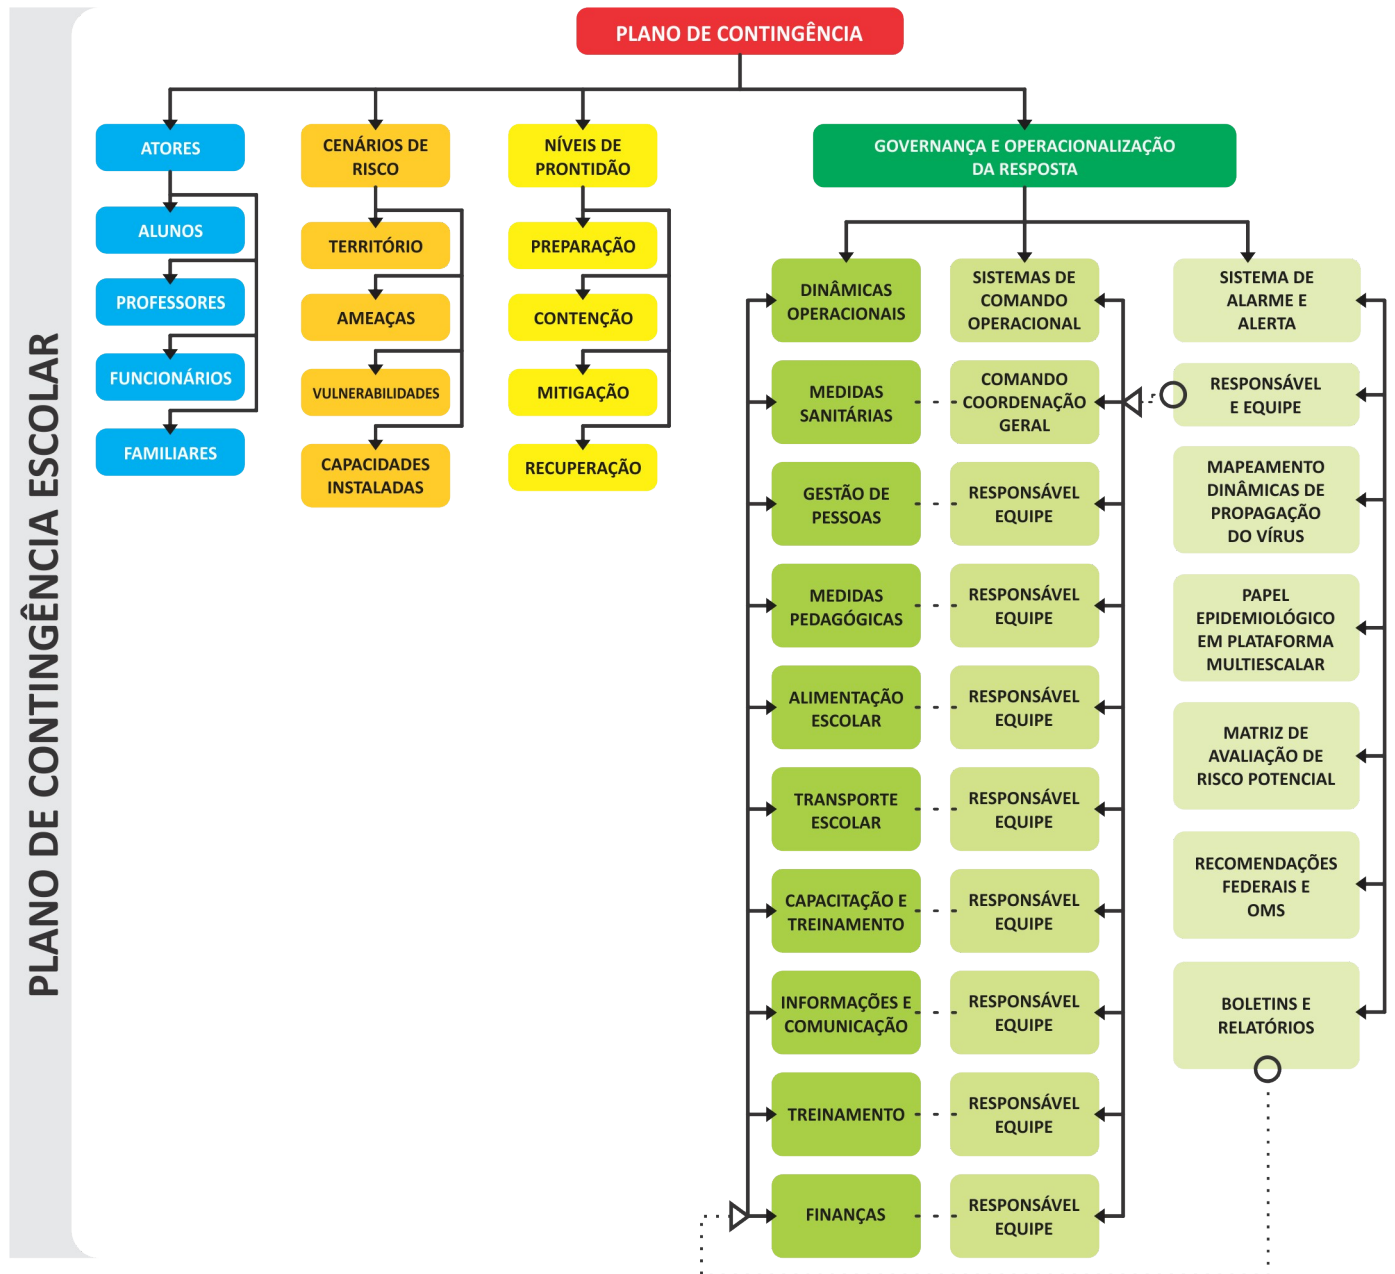 PLANO DE CONTINGÊNCIA ESCOLAR
PLANO DE CONTINGÊNCIA
ATORES
ALUNOS
PROFESSORES
FUNCIONÁRIOS
FAMILIARES
CENÁRIOS DE
RISCO
TERRITÓRIO
AMEAÇAS
VULNERABILIDADES
CAPACIDADES
INSTALADAS
NÍVEIS DE
PRONTIDÃO
PREPARAÇÃO
CONTENÇÃO
MITIGAÇÃO
RECUPERAÇÃO
GOVERNANÇA E OPERACIONALIZAÇÃO
DA RESPOSTA
DINÂMICAS
OPERACIONAIS
MEDIDAS
SANITÁRIAS
GESTÃO DE
PESSOAS
MEDIDAS
PEDAGÓGICAS
ALIMENTAÇÃO
ESCOLAR
TRANSPORTE
ESCOLAR
CAPACITAÇÃO E
TREINAMENTO
INFORMAÇÕES E
COMUNICAÇÃO
TREINAMENTO
FINANÇAS
SISTEMAS DE
COMANDO
OPERACIONAL
COMANDO
COORDENAÇÃO
GERAL
RESPONSÁVEL
EQUIPE
RESPONSÁVEL
EQUIPE
RESPONSÁVEL
EQUIPE
RESPONSÁVEL
EQUIPE
RESPONSÁVEL
EQUIPE
RESPONSÁVEL
EQUIPE
RESPONSÁVEL
EQUIPE
RESPONSÁVEL
EQUIPE
SISTEMA DE
ALARME E
ALERTA
RESPONSÁVEL
E EQUIPE
MAPEAMENTO
DINÂMICAS DE
PROPAGAÇÃO
DO VÍRUS
PAPEL
EPIDEMIOLÓGICO
EM PLATAFORMA
MULTIESCALAR
MATRIZ DE
AVALIAÇÃO DE
RISCO POTENCIAL
RECOMENDAÇÕES
FEDERAIS E
OMS
BOLETINS E
RELATÓRIOS